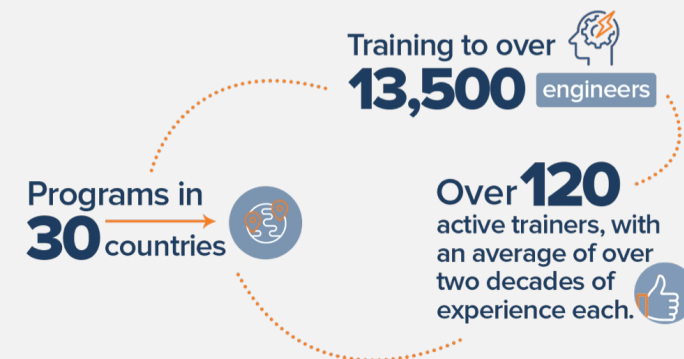 Training to over
13,500 engineers
Programs in
30 countries
Over 120
active trainers, with
an average of over
two decades of
experience each.